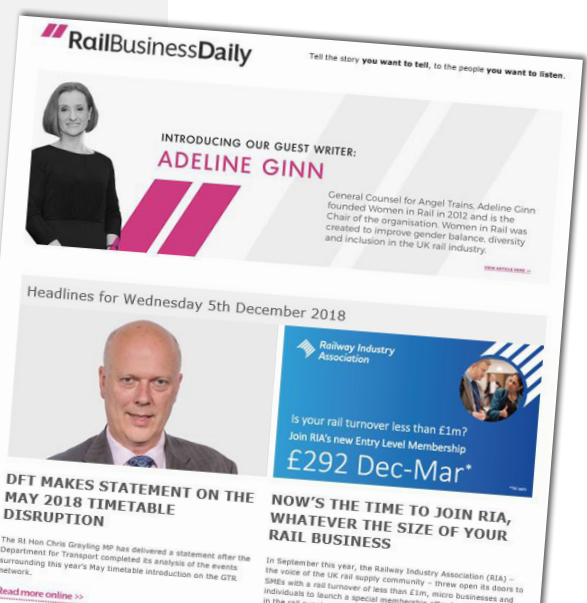 RailBusinessDaily
Tell the story you want to tell, to the people you want to listen.
INTRODUCING OUR GUEST WRITER:
ADELINE GINN
General Counsel for Angel Trains, Adeline Ginn
founded Women in Rail in 2012 and is the
Chair of the organisation. Women in Rail was
created to improve gender balance, diversity
and inclusion in the UK rail industry.
VIEW ARTICLE HERE >>
Headlines for Wednesday 5th December 2018
Railway Industry
Association
Is your rail turnover less than £1m?
Join RIA's new Entry Level Membership
£292 Dec-Mar*
DFT MAKES STATEMENT ON THE
MAY 2018 TIMETABLE
DISRUPTION
The Rt Hon Chris Grayling MP has delivered a statement after the
Department for Transport completed its analysis of the events
surrounding this year's May timetable introduction on the GTR
network.
Read more online >>
NOW'S THE TIME TO JOIN RIA,
WHATEVER THE SIZE OF YOUR
RAIL BUSINESS
In September this year, the Railway Industry Association (RIA) –
the voice of the UK rail supply community – threw open its doors to
SMEs with a rail turnover of less than £1m, micro businesses and
individuals to launch a special membership
in the rail